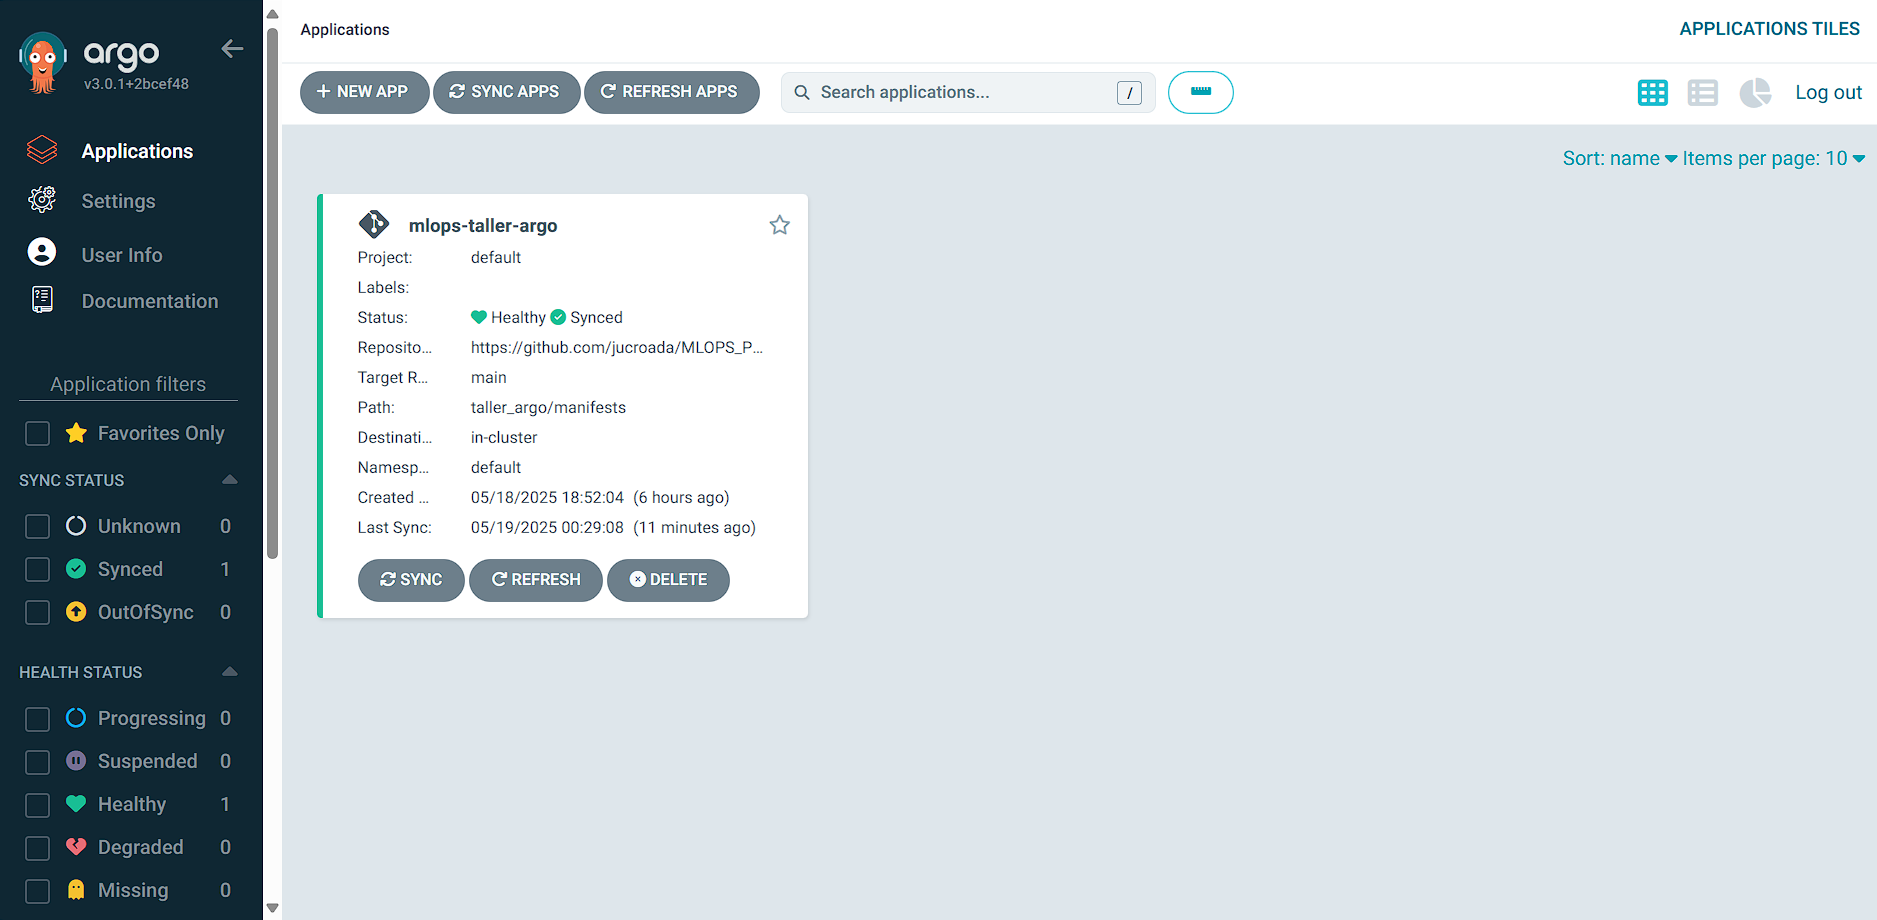 argo
v3.0.1+2bcef48
Applications
Settings
User Info
Documentation
Application filters
Favorites Only
SYNC STATUS
Unknown 0
Synced 1
OutOfSync 0
HEALTH STATUS
Progressing 0
Suspended 0
Healthy 1
Degraded 0
Missing 0
Applications
APPLICATIONS TILES
+ NEW APP SYNC APPS REFRESH APPS Search applications... / Log out
Sort: name Items per page: 10
mlops-taller-argo
Project: default
Labels:
Status: Healthy Synced
Reposito... https://github.com/jucroada/MLOPS_P...
Target R... main
Path: taller_argo/manifests
Destinati... in-cluster
Namesp... default
Created ... 05/18/2025 18:52:04 (6 hours ago)
Last Sync: 05/19/2025 00:29:08 (11 minutes ago)
SYNC REFRESH DELETE